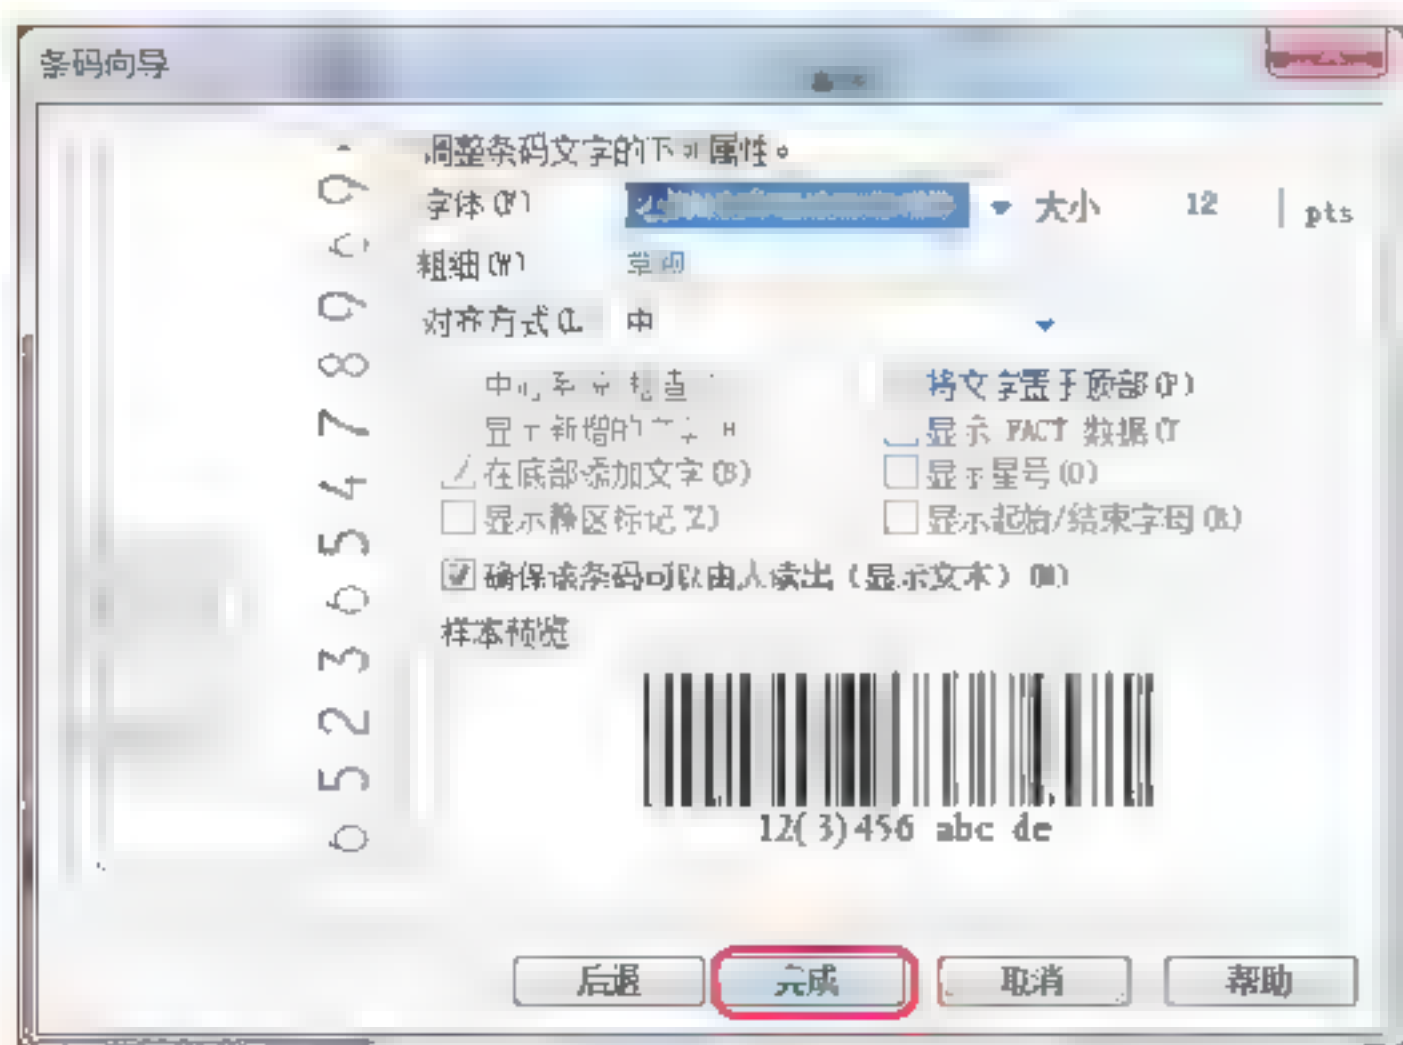 条码向导
调整条码文字的下列属性。
字体(F)
大小 12 pts
粗细(W) 常规
对齐方式(L 中
将文字置于顶部(P)
显示 FACT 数据(T
在底部添加文字(B)
显示星号(O)
显示静区标记(Z)
显示起始/结束字母(R)
确保该条码可以由人读出（显示文本）(M)
样本预览
12(3)456 abc de
后退 完成 取消 帮助